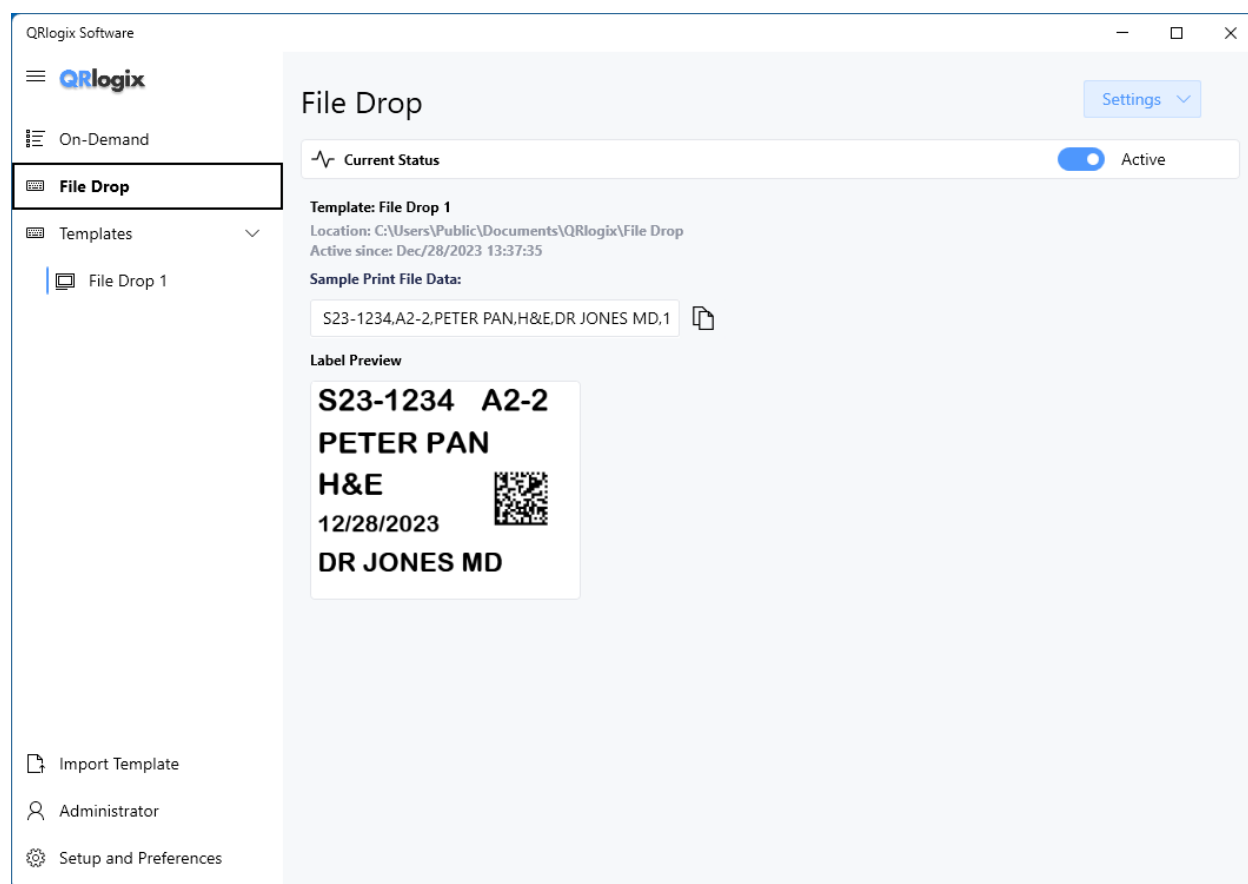 QRlogix Software
QRlogix
On-Demand
File Drop
Templates
File Drop 1
Import Template
Administrator
Setup and Preferences
File Drop
Settings
Current Status
Active
Template: File Drop 1
Location: C:\Users\Public\Documents\QRlogix\File Drop
Active since: Dec/28/2023 13:37:35
Sample Print File Data:
S23-1234,A2-2,PETER PAN,H&E,DR JONES MD,1
Label Preview
S23-1234 A2-2
PETER PAN
H&E
12/28/2023
DR JONES MD